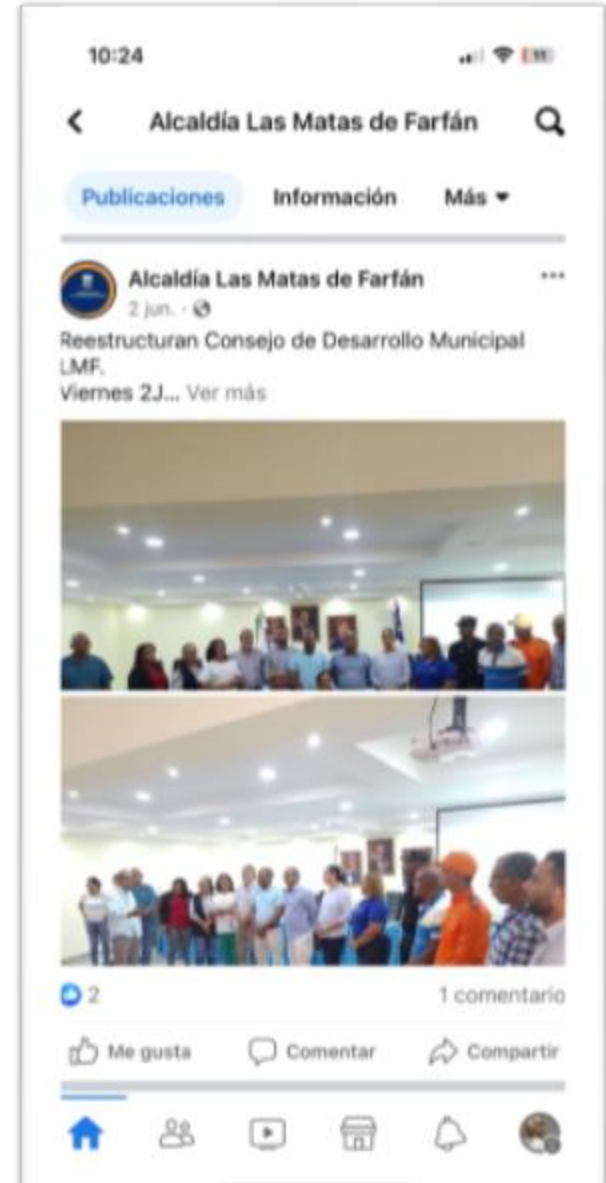 10:24
11
Alcaldía Las Matas de Farfán
Publicaciones Información Más
Alcaldía Las Matas de Farfán
2 jun. ·
Reestructuran Consejo de Desarrollo Municipal
LMF.
Viernes 2J... Ver más
2 1 comentario
Me gusta Comentar Compartir